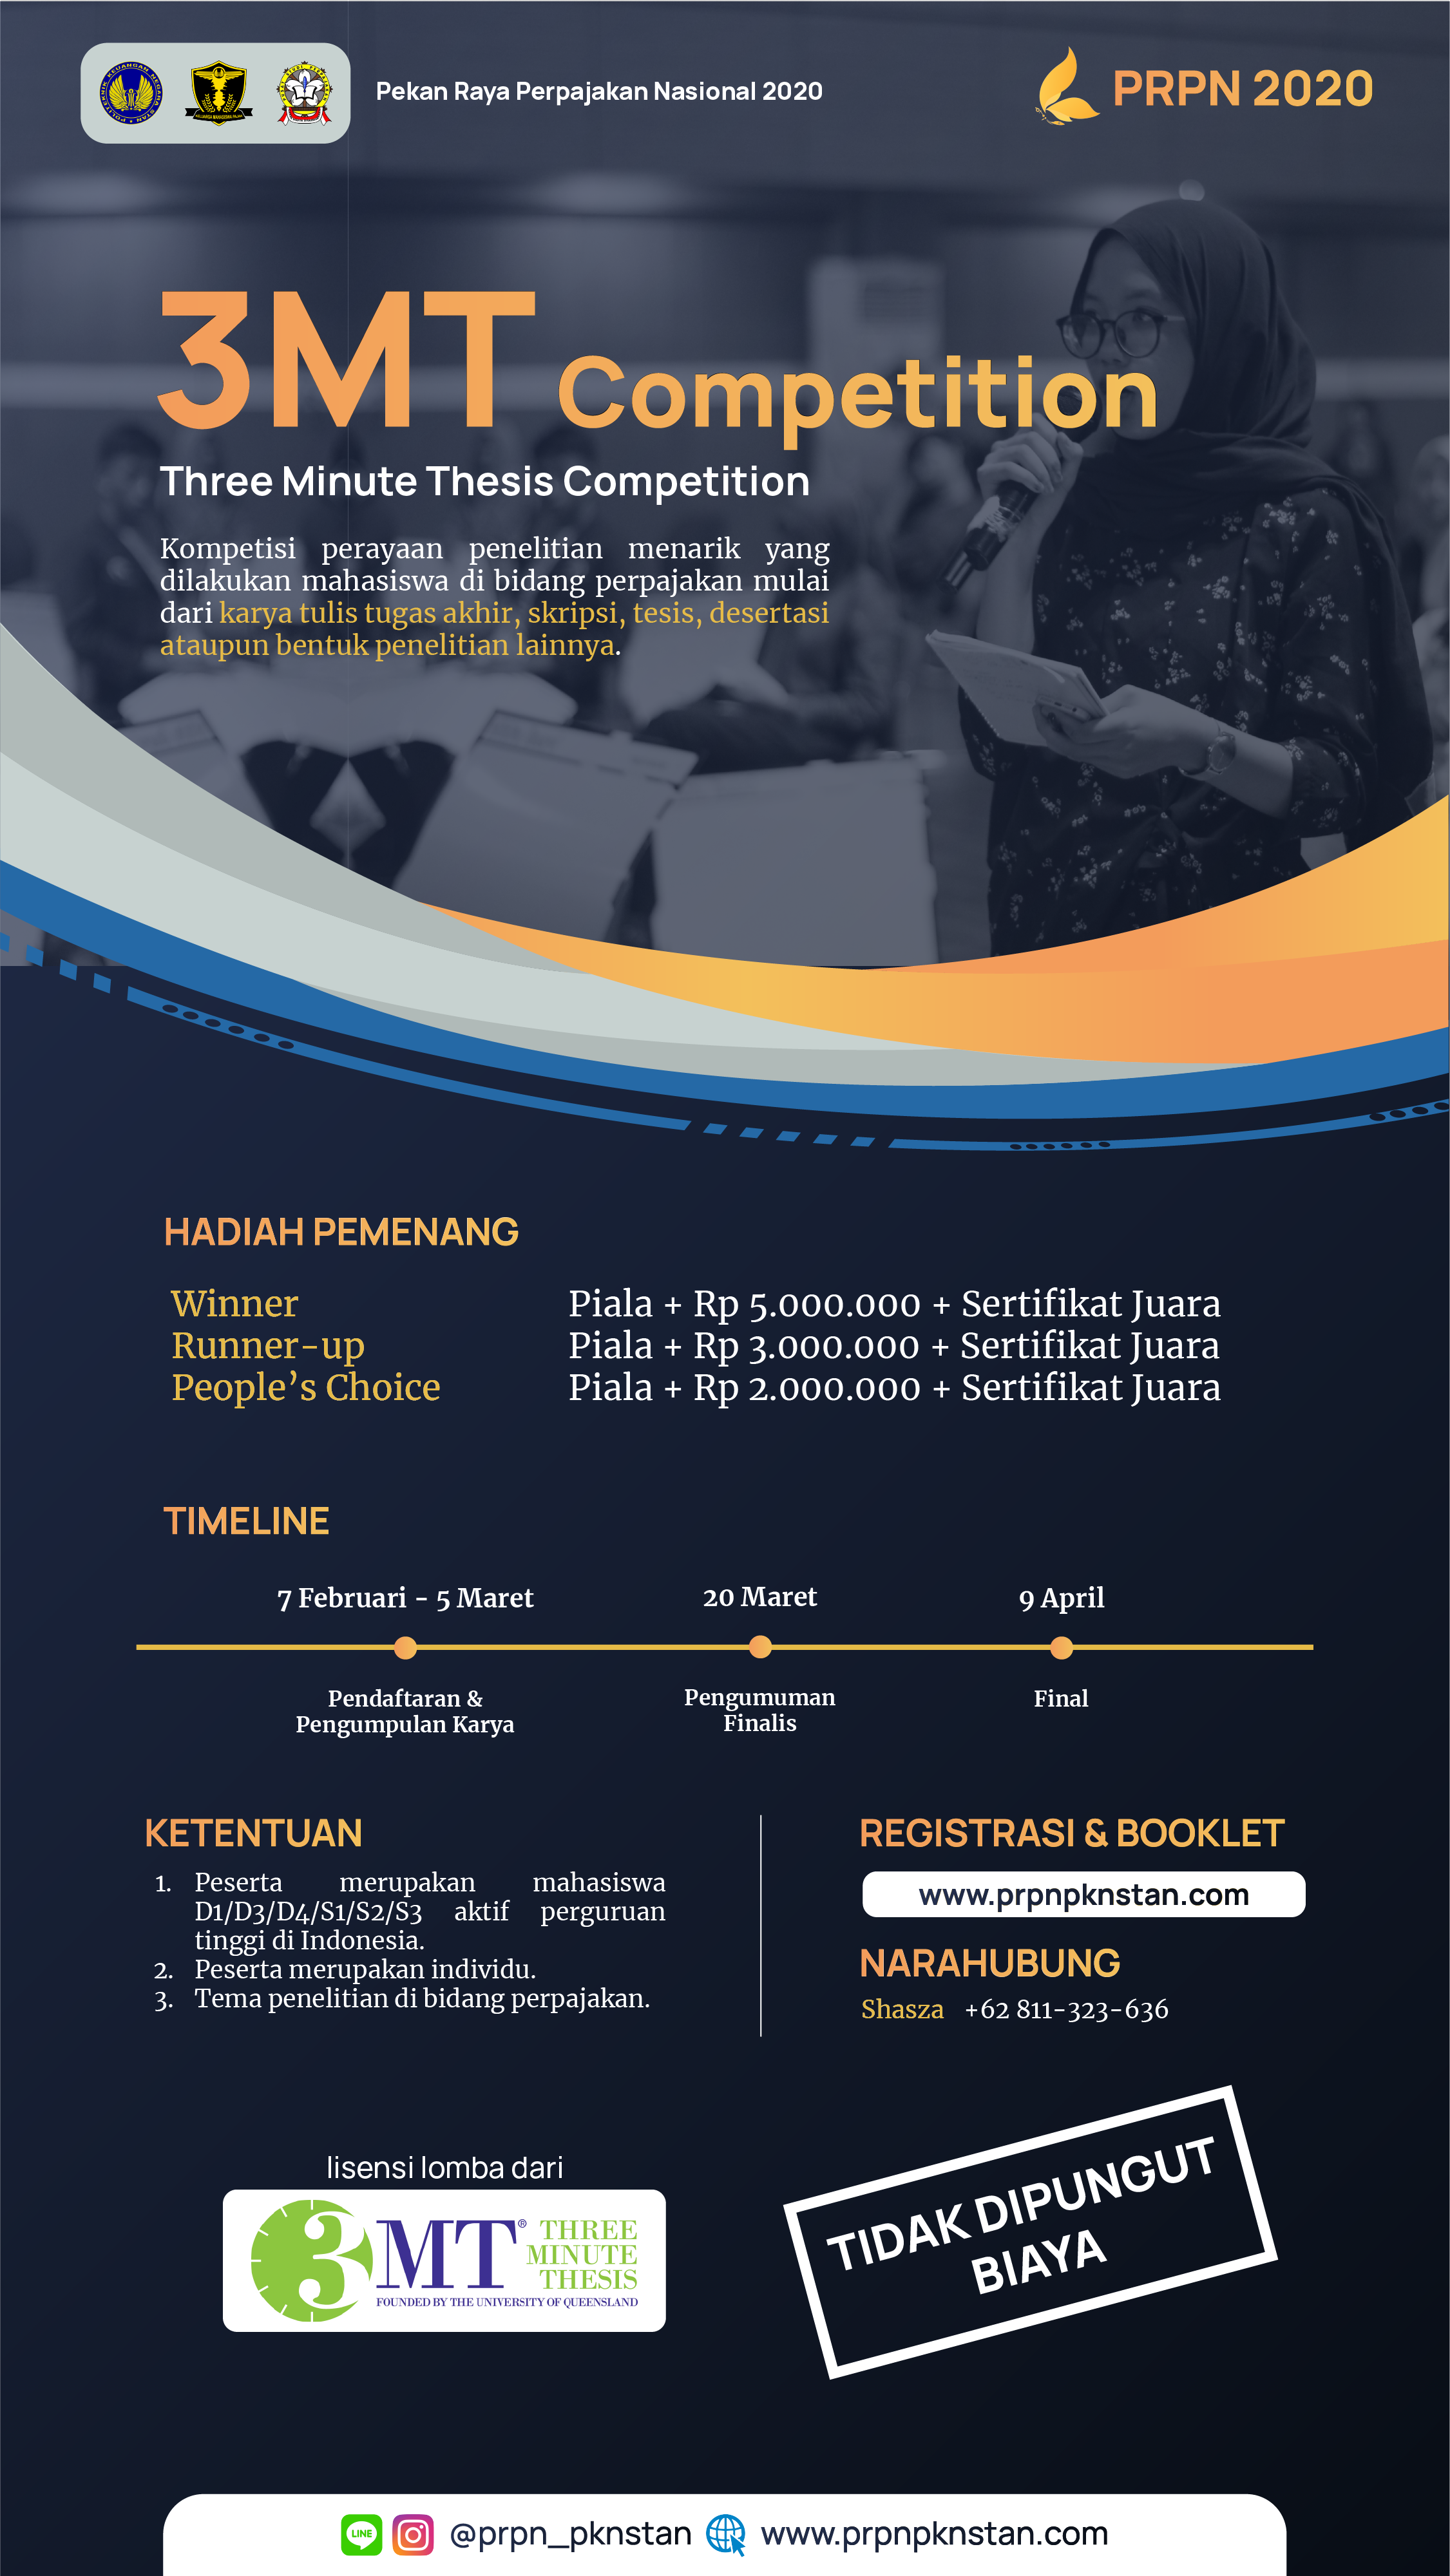 POLITEKNIK KEUANGAN NEGARA STAN
Pekan Raya Perpajakan Nasional 2020
PRPN 2020
3MT Competition
Three Minute Thesis Competition
Kompetisi perayaan penelitian menarik yang
dilakukan mahasiswa di bidang perpajakan mulai
dari karya tulis tugas akhir, skripsi, tesis, desertasi
ataupun bentuk penelitian lainnya.
HADIAH PEMENANG
Winner Piala + Rp 5.000.000 + Sertifikat Juara
Runner-up Piala + Rp 3.000.000 + Sertifikat Juara
People's Choice Piala + Rp 2.000.000 + Sertifikat Juara
TIMELINE
7 Februari - 5 Maret 20 Maret 9 April
Pendaftaran & Pengumuman Final
Pengumpulan Karya Finalis
KETENTUAN
1. Peserta merupakan mahasiswa
D1/D3/D4/S1/S2/S3 aktif perguruan
tinggi di Indonesia.
2. Peserta merupakan individu.
3. Tema penelitian di bidang perpajakan.
REGISTRASI & BOOKLET
www.prpnpknstan.com
NARAHUBUNG
Shasza +62 811-323-636
lisensi lomba dari
3MT® THREE
MINUTE
THESIS
FOUNDED BY THE UNIVERSITY OF QUEENSLAND
TIDAK DIPUNGUT
BIAYA
LINE @prpn_pknstan www.prpnpknstan.com